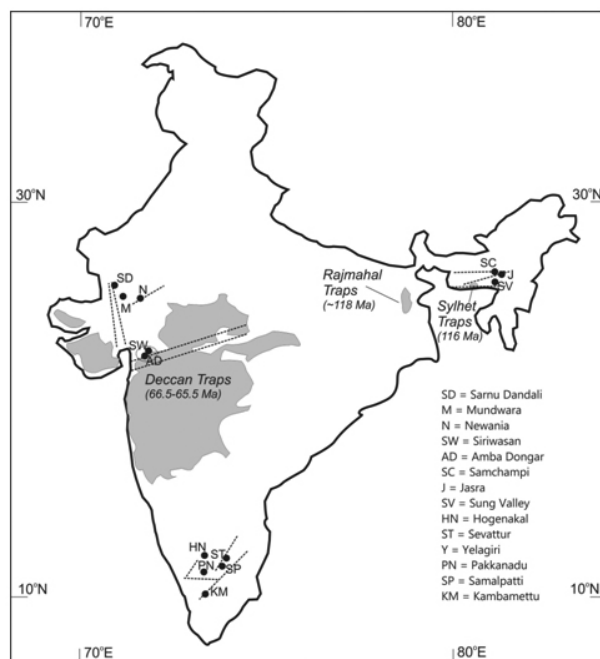 70°E
80°E
30°N
30°N
SC
J
SV
SD
N
M
Rajmahal
Traps
(~118 Ma)
Sylhet
Traps
(116 Ma)
SW
AD
Deccan Traps
(66.5-65.5 Ma)
SD = Sarnu Dandali
M = Mundwara
N = Newania
SW = Siriwasan
AD = Amba Dongar
SC = Samchampi
J = Jasra
SV = Sung Valley
HN = Hogenakal
ST = Sevattur
Y = Yelagiri
PN = Pakkanadu
SP = Samalpatti
KM = Kambamettu
HN
ST
PN
SP
KM
10°N
10°N
70°E
80°E